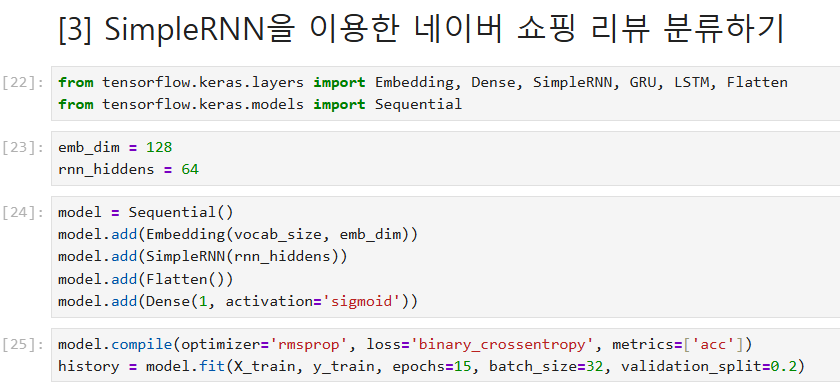 [3] SimpleRNN을 이용한 네이버 쇼핑 리뷰 분류하기
[22]: from tensorflow.keras.layers import Embedding, Dense, SimpleRNN, GRU, LSTM, Flatten
from tensorflow.keras.models import Sequential
[23]: emb_dim = 128
rnn_hiddens = 64
[24]: model = Sequential()
model.add(Embedding(vocab_size, emb_dim))
model.add(SimpleRNN(rnn_hiddens))
model.add(Flatten())
model.add(Dense(1, activation='sigmoid'))
[25]: model.compile(optimizer='rmsprop', loss='binary_crossentropy', metrics=['acc'])
history = model.fit(X_train, y_train, epochs=15, batch_size=32, validation_split=0.2)